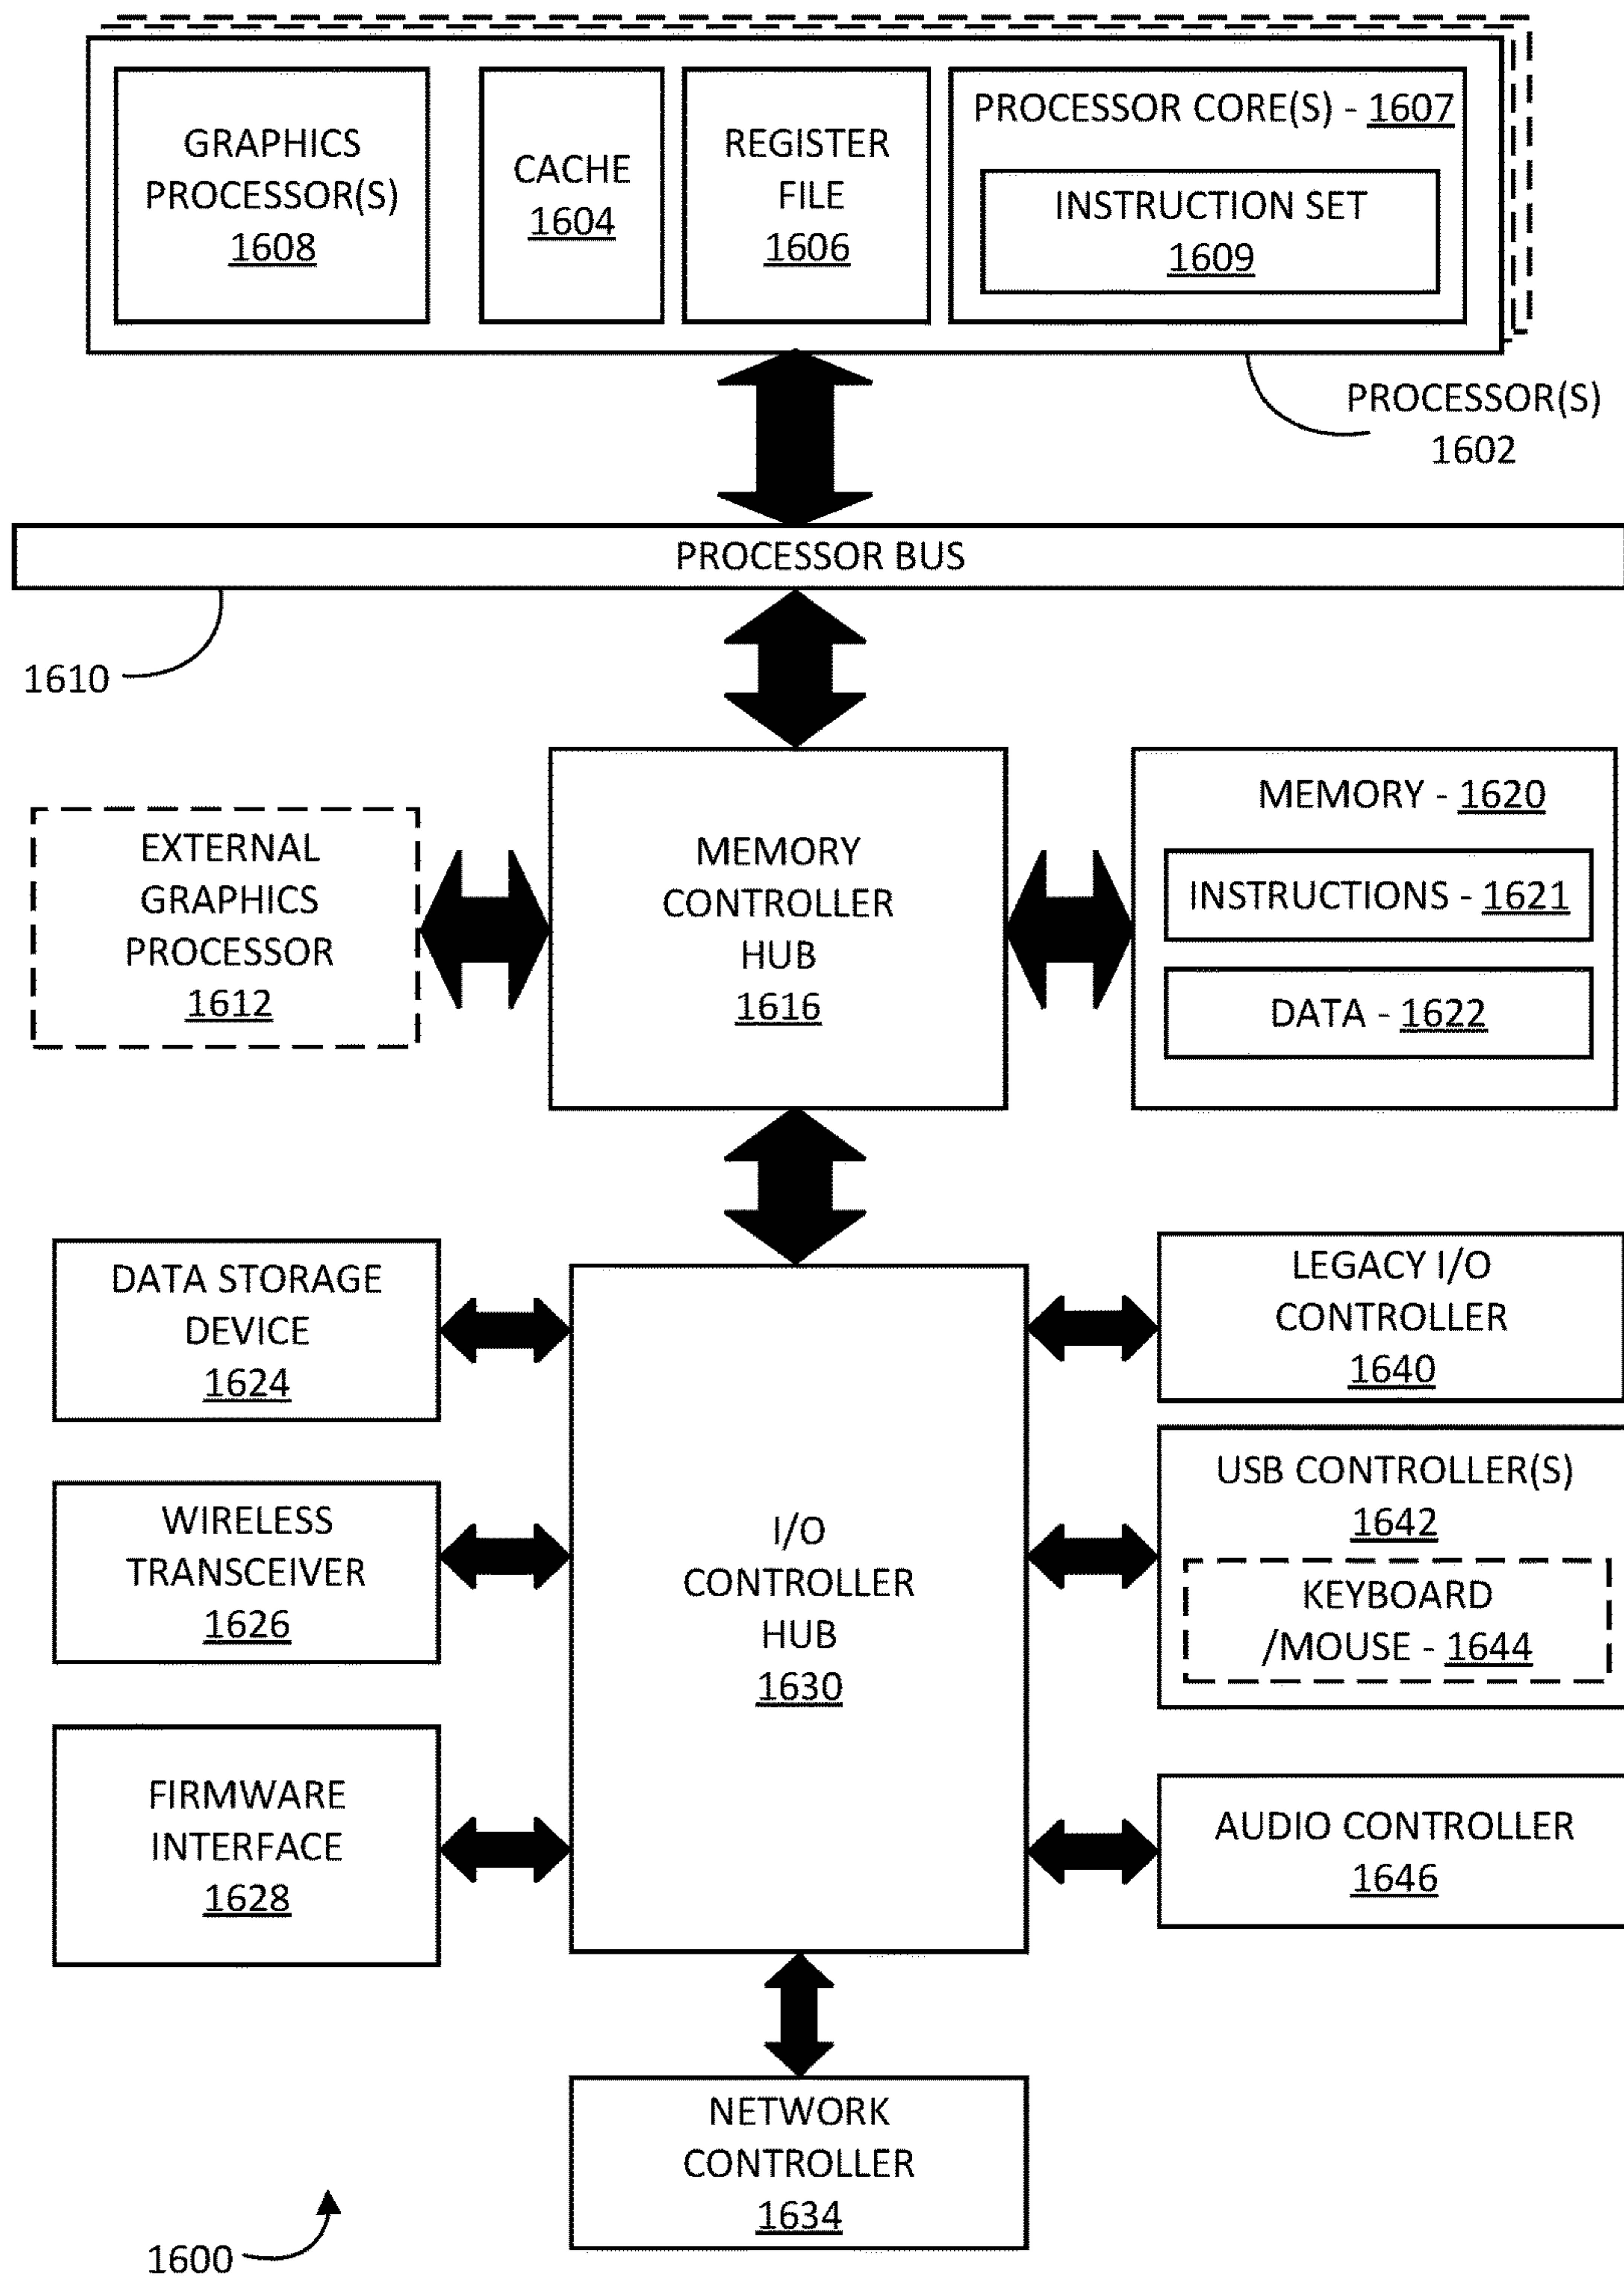 GRAPHICS
PROCESSOR(S)
1608
CACHE
1604
REGISTER
FILE
1606
PROCESSOR CORE(S) - 1607
INSTRUCTION SET
1609
PROCESSOR(S)
1602
PROCESSOR BUS
1610
EXTERNAL
GRAPHICS
PROCESSOR
1612
MEMORY
CONTROLLER
HUB
1616
MEMORY - 1620
INSTRUCTIONS - 1621
DATA - 1622
DATA STORAGE
DEVICE
1624
WIRELESS
TRANSCEIVER
1626
FIRMWARE
INTERFACE
1628
I/O
CONTROLLER
HUB
1630
LEGACY I/O
CONTROLLER
1640
USB CONTROLLER(S)
1642
KEYBOARD
/MOUSE - 1644
AUDIO CONTROLLER
1646
NETWORK
CONTROLLER
1634
1600